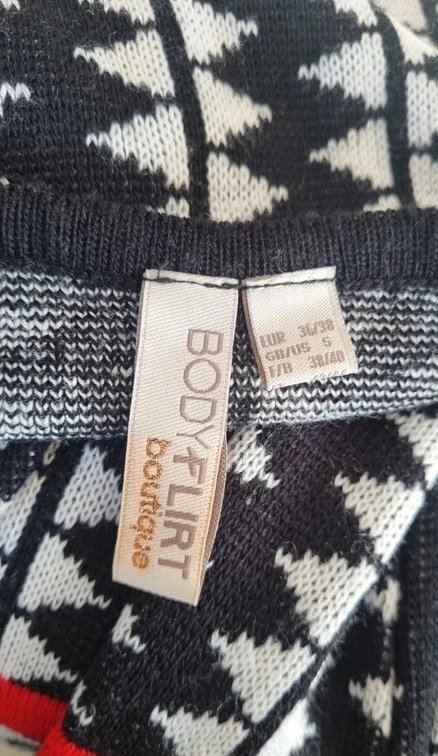 BODYFLIRT
boutique
EUR 36/38
GB/US S
F/B 38/40